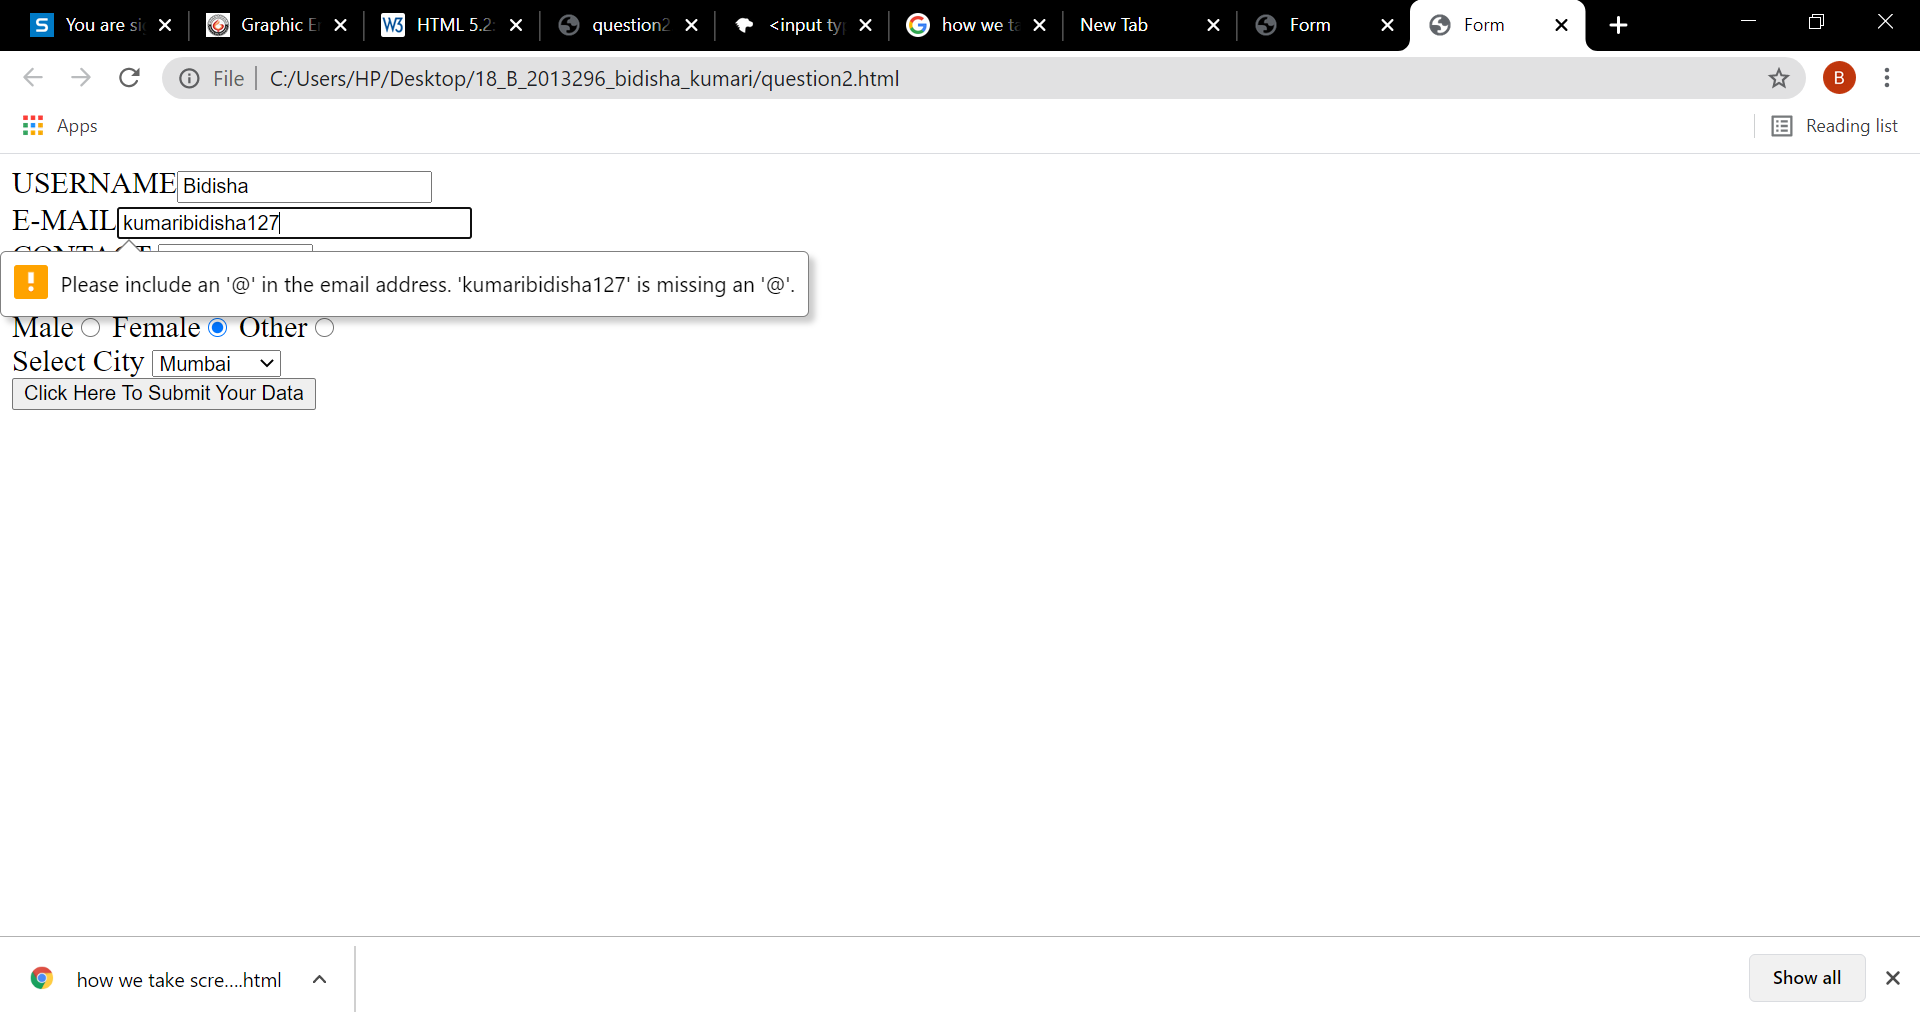 You are si
Graphic E
HTML 5.2:
question2
<input ty
how we ta
New Tab
Form
Form
File
C:/Users/HP/Desktop/18_B_2013296_bidisha_kumari/question2.html
B
Apps
Reading list
USERNAME Bidisha
E-MAIL kumaribidisha127
CONTACT
Please include an '@' in the email address. 'kumaribidisha127' is missing an '@'.
Male Female Other
Select City Mumbai
Click Here To Submit Your Data
how we take scre....html
Show all